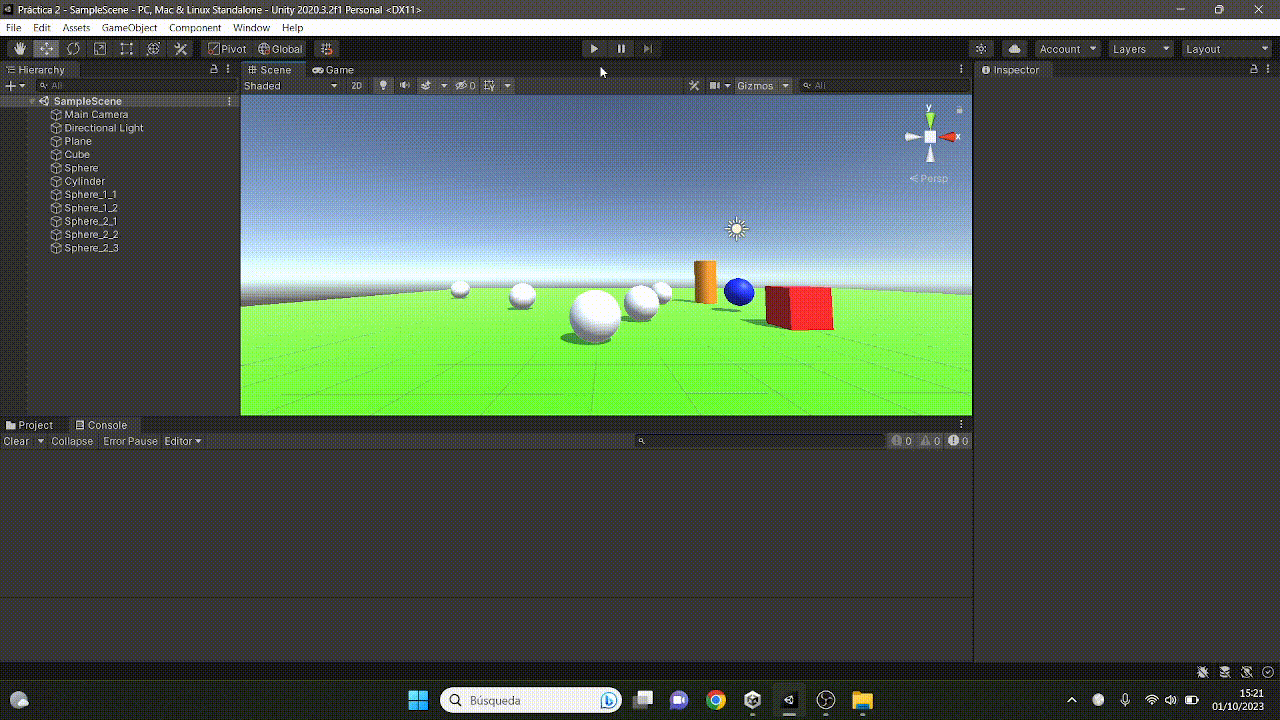 Práctica 2 - SampleScene - PC, Mac & Linux Standalone - Unity 2020.3.2f1 Personal <DX11>
File Edit Assets GameObject Component Window Help
Pivot Global Account Layers Layout
Hierarchy Scene Game Inspector
All Shaded 2D 0 Gizmos All
SampleScene
Main Camera
Directional Light
Plane
Cube
Sphere
Cylinder
Sphere_1_1
Sphere_1_2
Sphere_2_1
Sphere_2_2
Sphere_2_3
y
x
Persp
Project Console
Clear Collapse Error Pause Editor 0 0 0
Búsqueda
15:21
01/10/2023